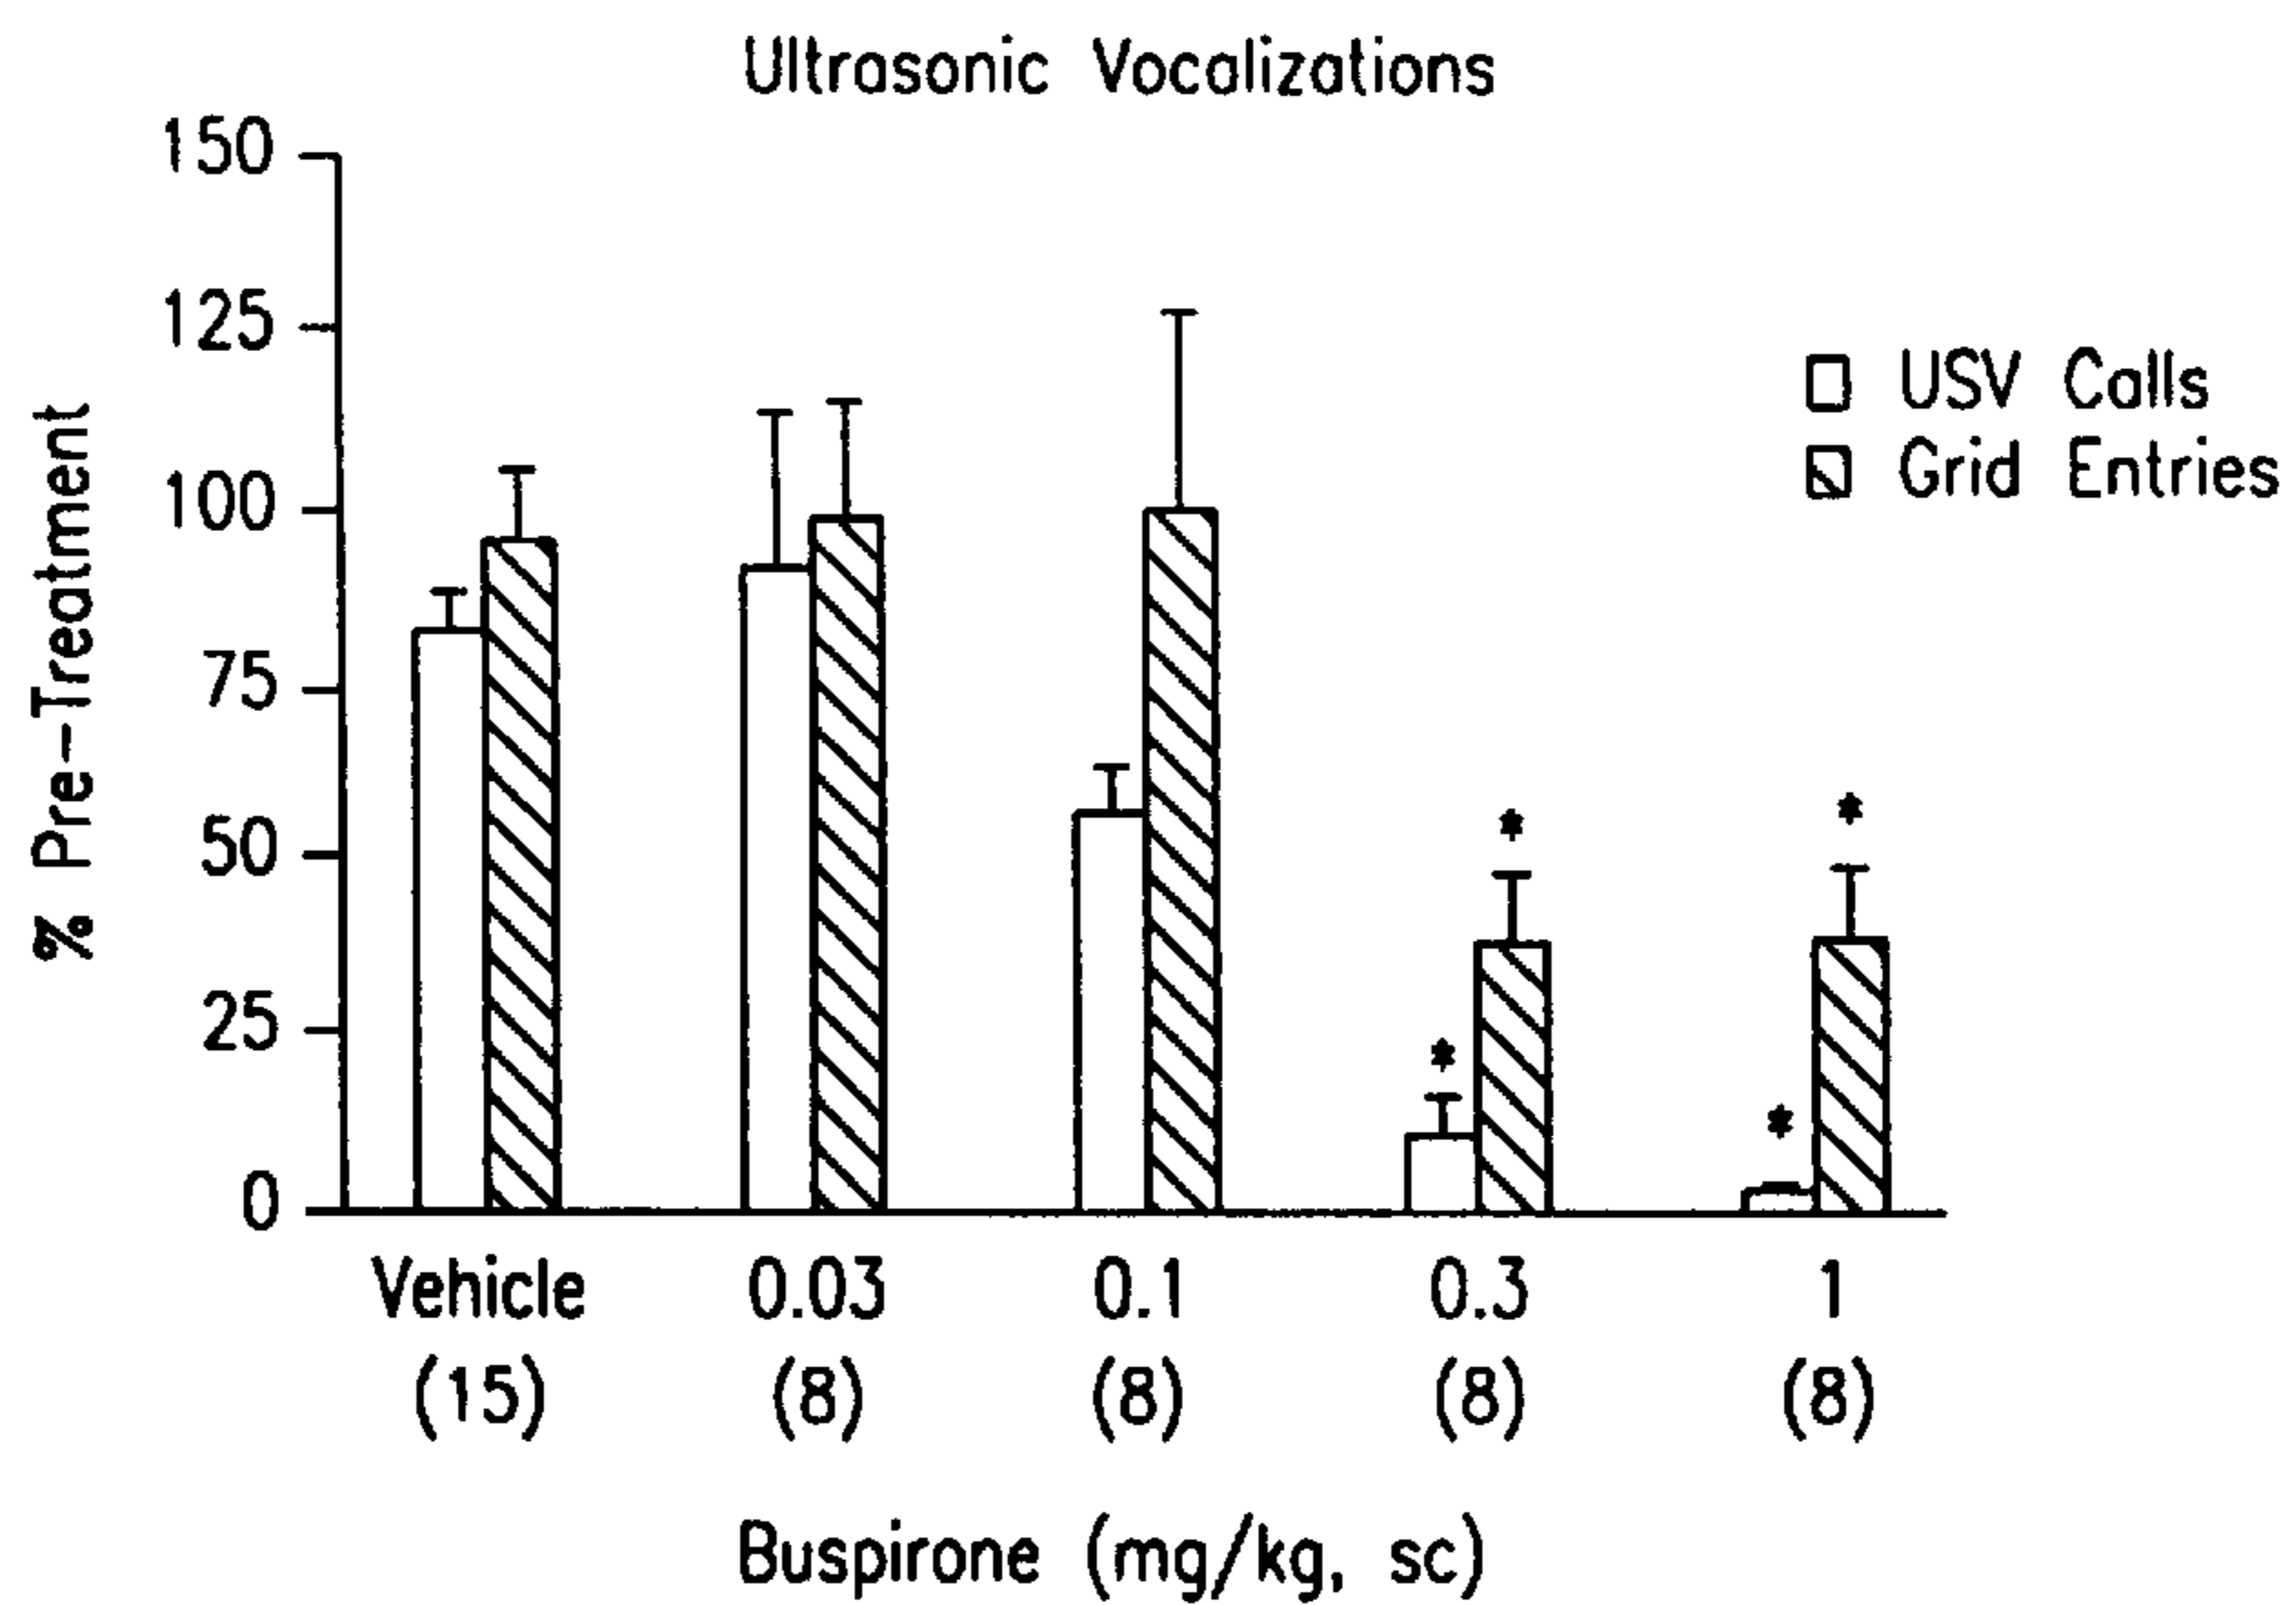 Ultrasonic Vocalizations
% Pre-Treatment
150
125
100
75
50
25
0
USV Calls
Grid Entries
*
*
*
*
Vehicle 0.03 0.1 0.3 1
(15) (8) (8) (8) (8)
Buspirone (mg/kg, sc)